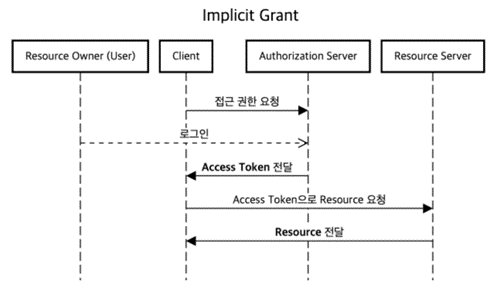 Implicit Grant
Resource Owner (User)
Client
Authorization Server
Resource Server
접근 권한 요청
로그인
Access Token 전달
Access Token으로 Resource 요청
Resource 전달